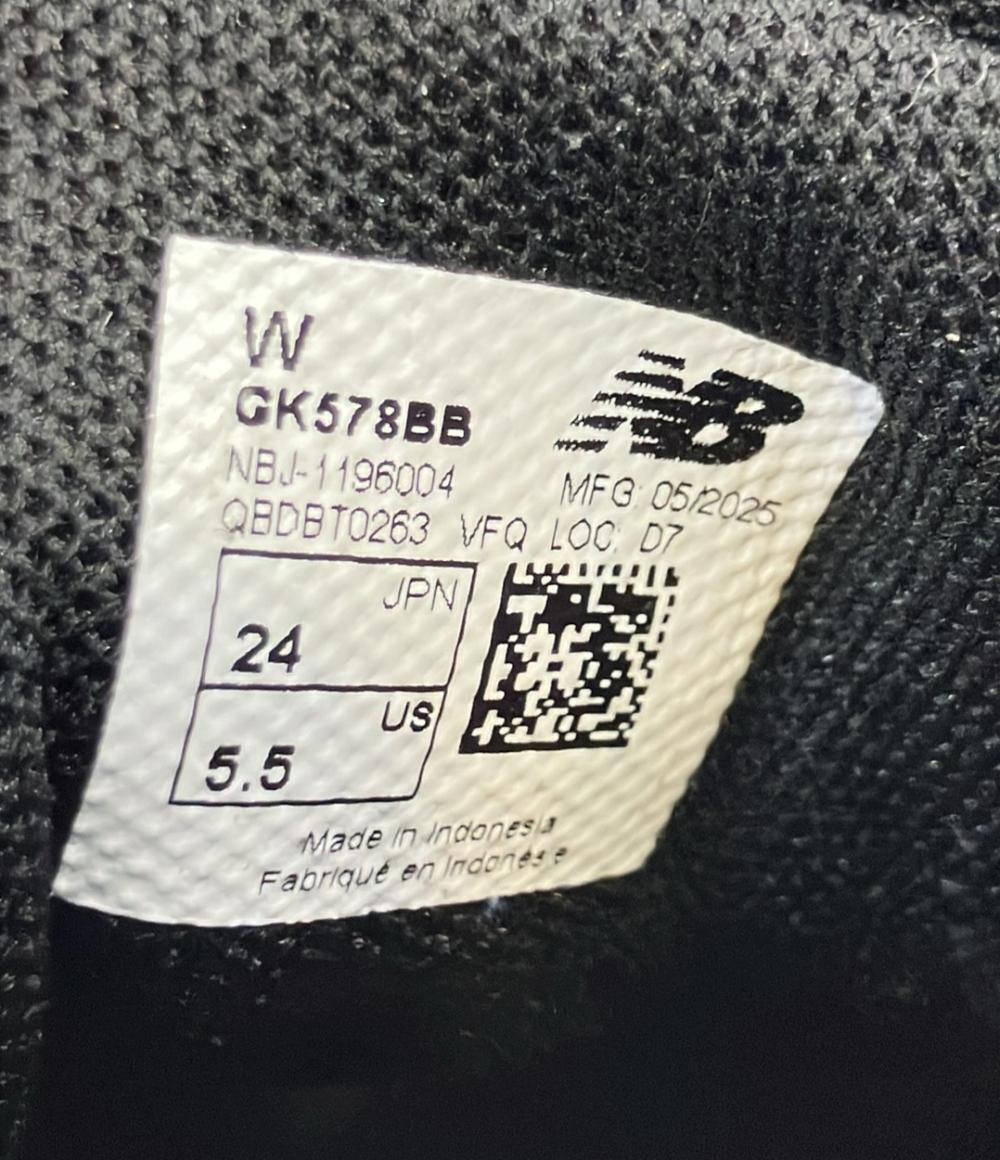 W
GK578BB
NB
NBJ-1196004
MFG: 05/2025
QBDBT0263 VFQ LOC: D7
JPN
24
US
5.5
Made in Indonesia
Fabriqué en Indonésie